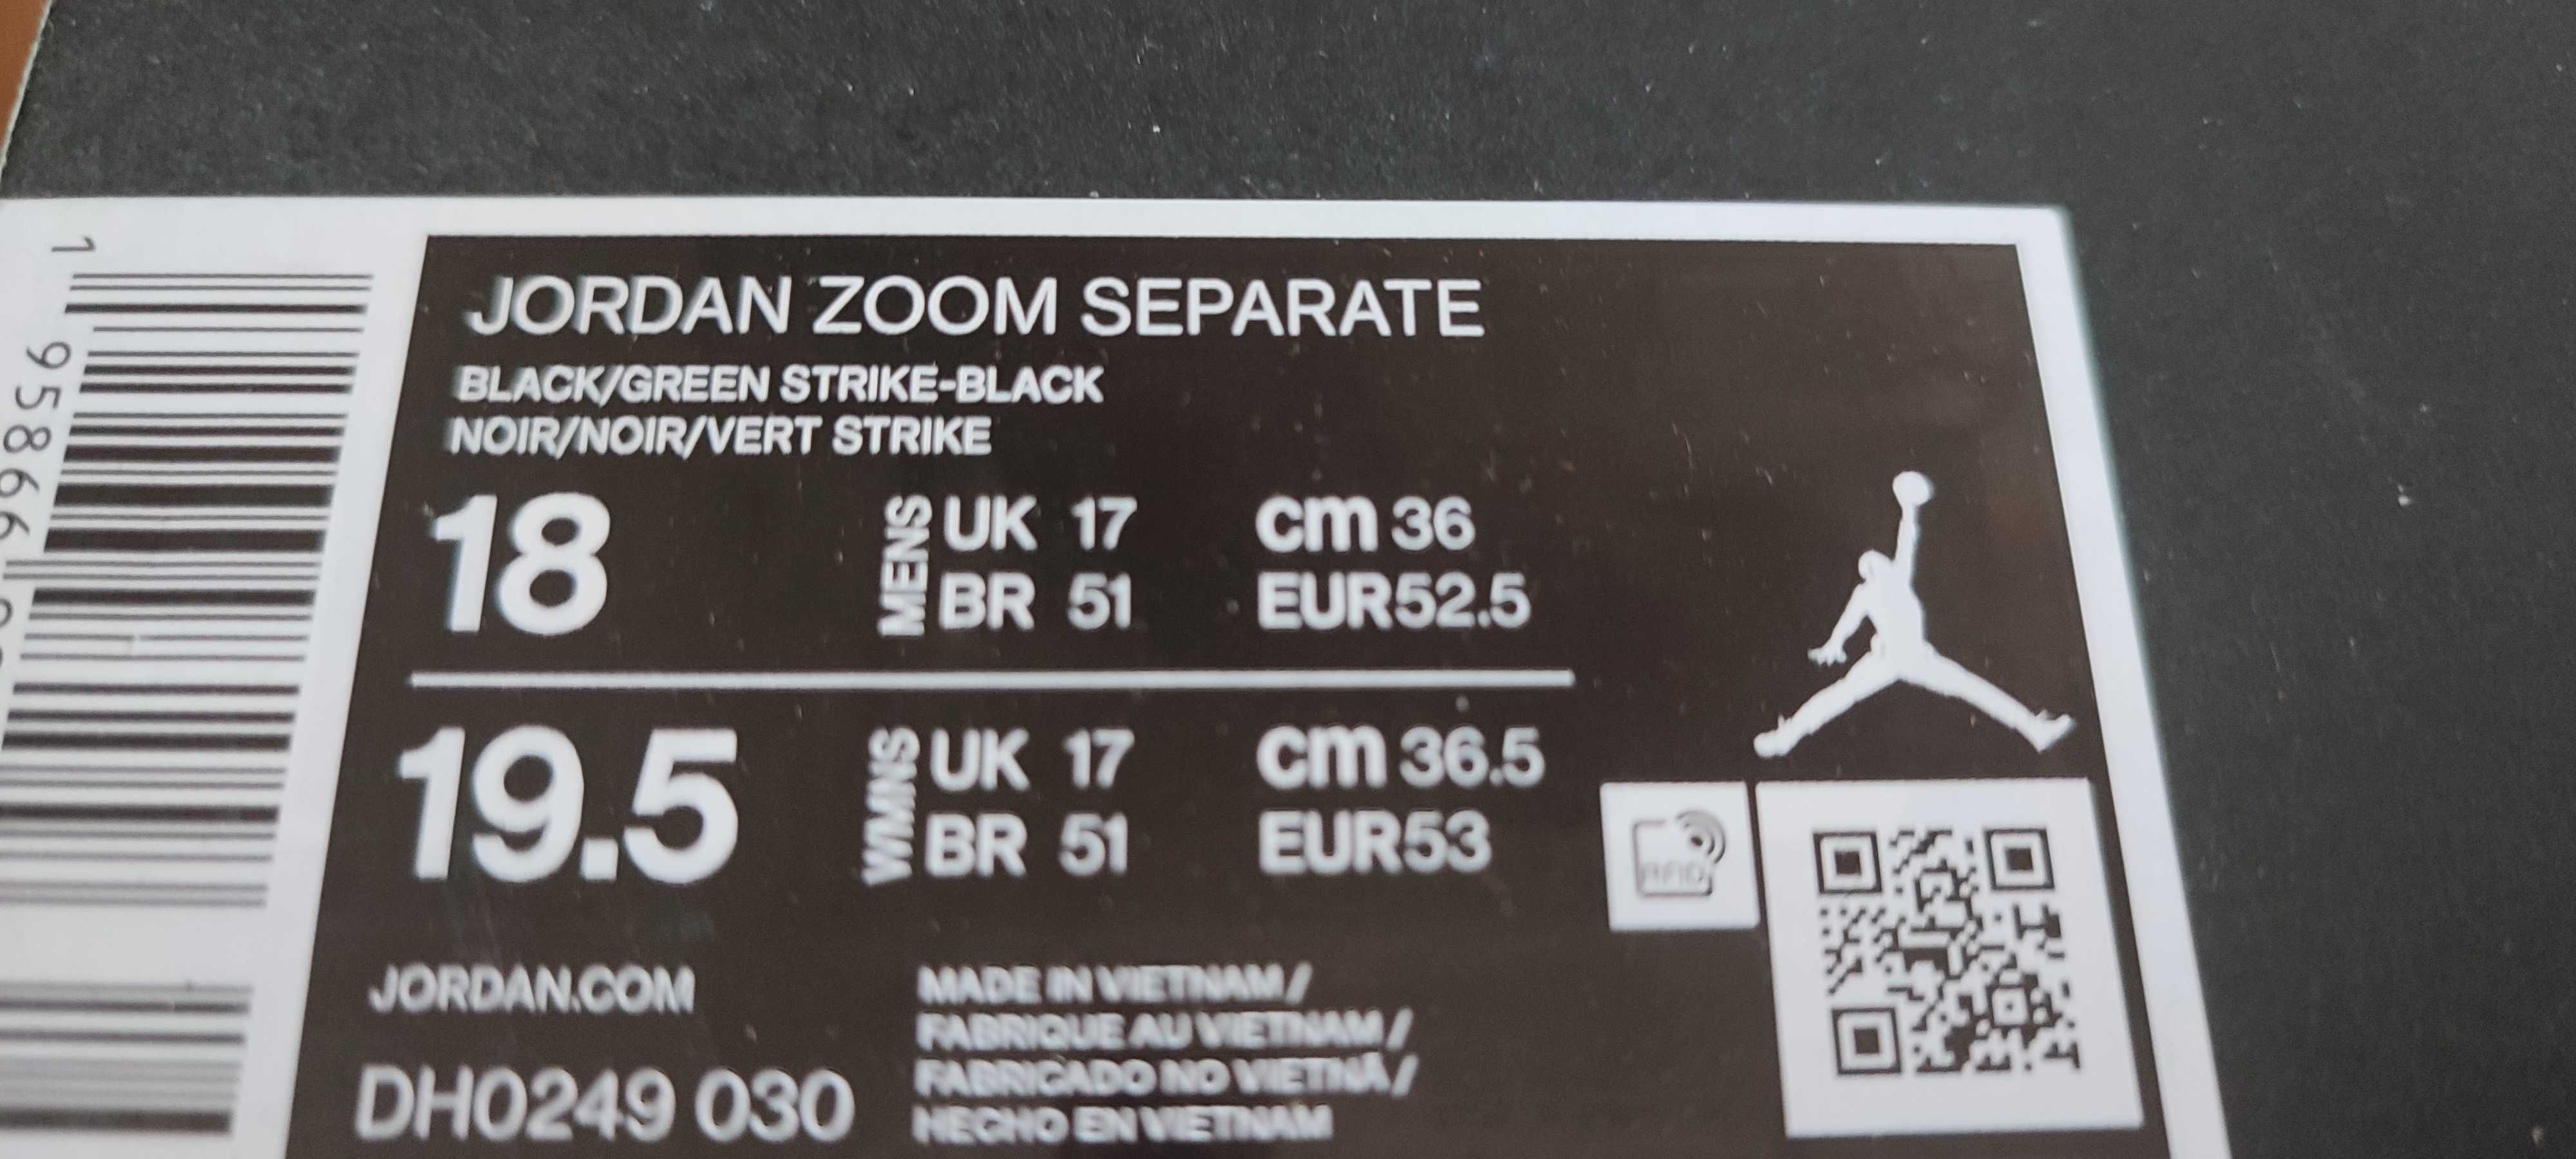 JORDAN ZOOM SEPARATE
BLACK/GREEN STRIKE-BLACK
NOIR/NOIR/VERT STRIKE
18 MENS UK 17 cm 36
BR 51 EUR52.5
19.5 WMNS UK 17 cm 36.5
BR 51 EUR53
RFID
JORDAN.COM
DH0249 030
MADE IN VIETNAM /
FABRIQUE AU VIETNAM /
FABRICADO NO VIETNÃ /
HECHO EN VIETNAM
1 95866